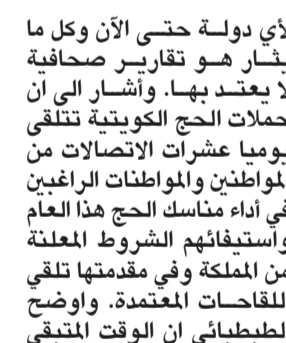 لأي دولة حتى الآن وكل ما
يثار هو تقارير صحافية
لا يعتد بها. وأشار الى ان
حملات الحج الكويتية تتلقى
يوميا عشرات الاتصالات من
المواطنين والمواطنات الراغبين
في أداء مناسك الحج هذا العام
واستيفائهم الشروط المعلنة
من المملكة وفي مقدمتها تلقي
اللقاحات المعتمدة. واوضح
الطبطبائي ان الوقت المتبقي